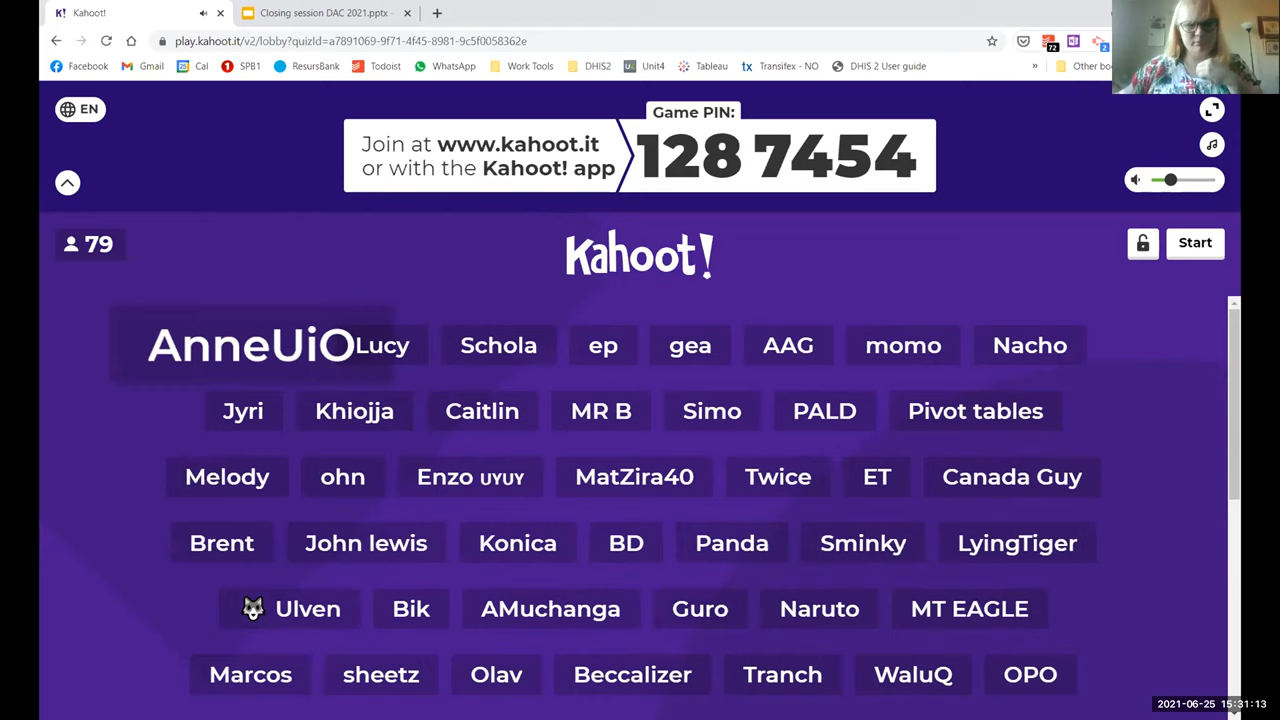 Kahoot!
Closing session DAC 2021.pptx -
play.kahoot.it/v2/lobby?quizId=a7891069-9f71-4f45-8981-9c5f0058362e
72
2
Facebook Gmail Cal SPB1 ResursBank Todoist WhatsApp Work Tools DHIS2 Unit4 Tableau Transifex - NO DHIS 2 User guide » Other bo
EN
Game PIN:
Join at www.kahoot.it
or with the Kahoot! app
128 7454
79
Kahoot!
Start
AnneUiO Lucy Schola ep gea AAG momo Nacho
Jyri Khiojja Caitlin MR B Simo PALD Pivot tables
Melody ohn Enzo UYUY MatZira40 Twice ET Canada Guy
Brent John lewis Konica BD Panda Sminky LyingTiger
🐺 Ulven Bik AMuchanga Guro Naruto MT EAGLE
Marcos sheetz Olav Beccalizer Tranch WaluQ OPO
2021-06-25 15:31:13